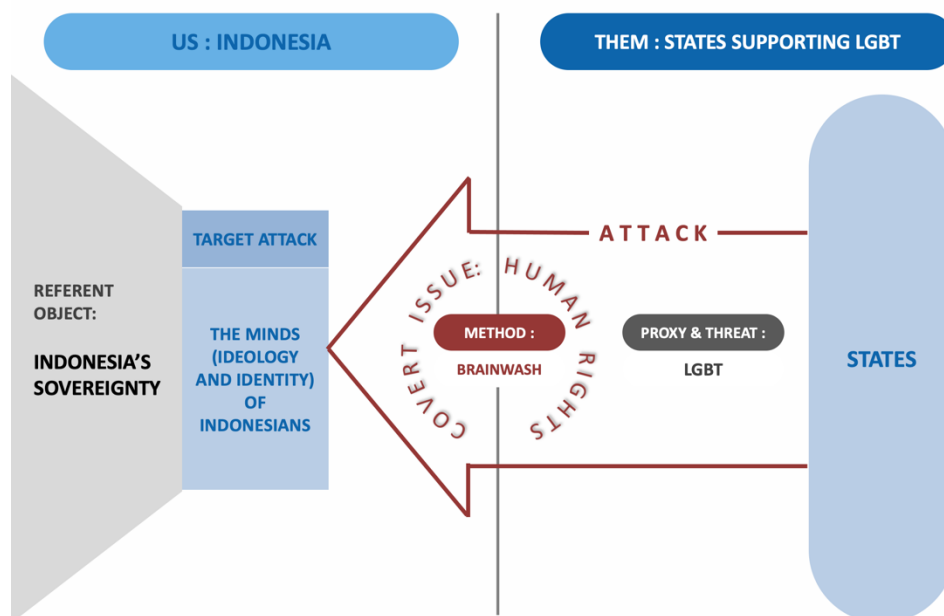 US : INDONESIA
THEM : STATES SUPPORTING LGBT
REFERENT
OBJECT:
INDONESIA'S
SOVEREIGNTY
TARGET ATTACK
THE MINDS
(IDEOLOGY
AND IDENTITY)
OF
INDONESIANS
ATTACK
COVERT ISSUE: HUMAN RIGHTS
METHOD :
BRAINWASH
PROXY & THREAT :
LGBT
STATES